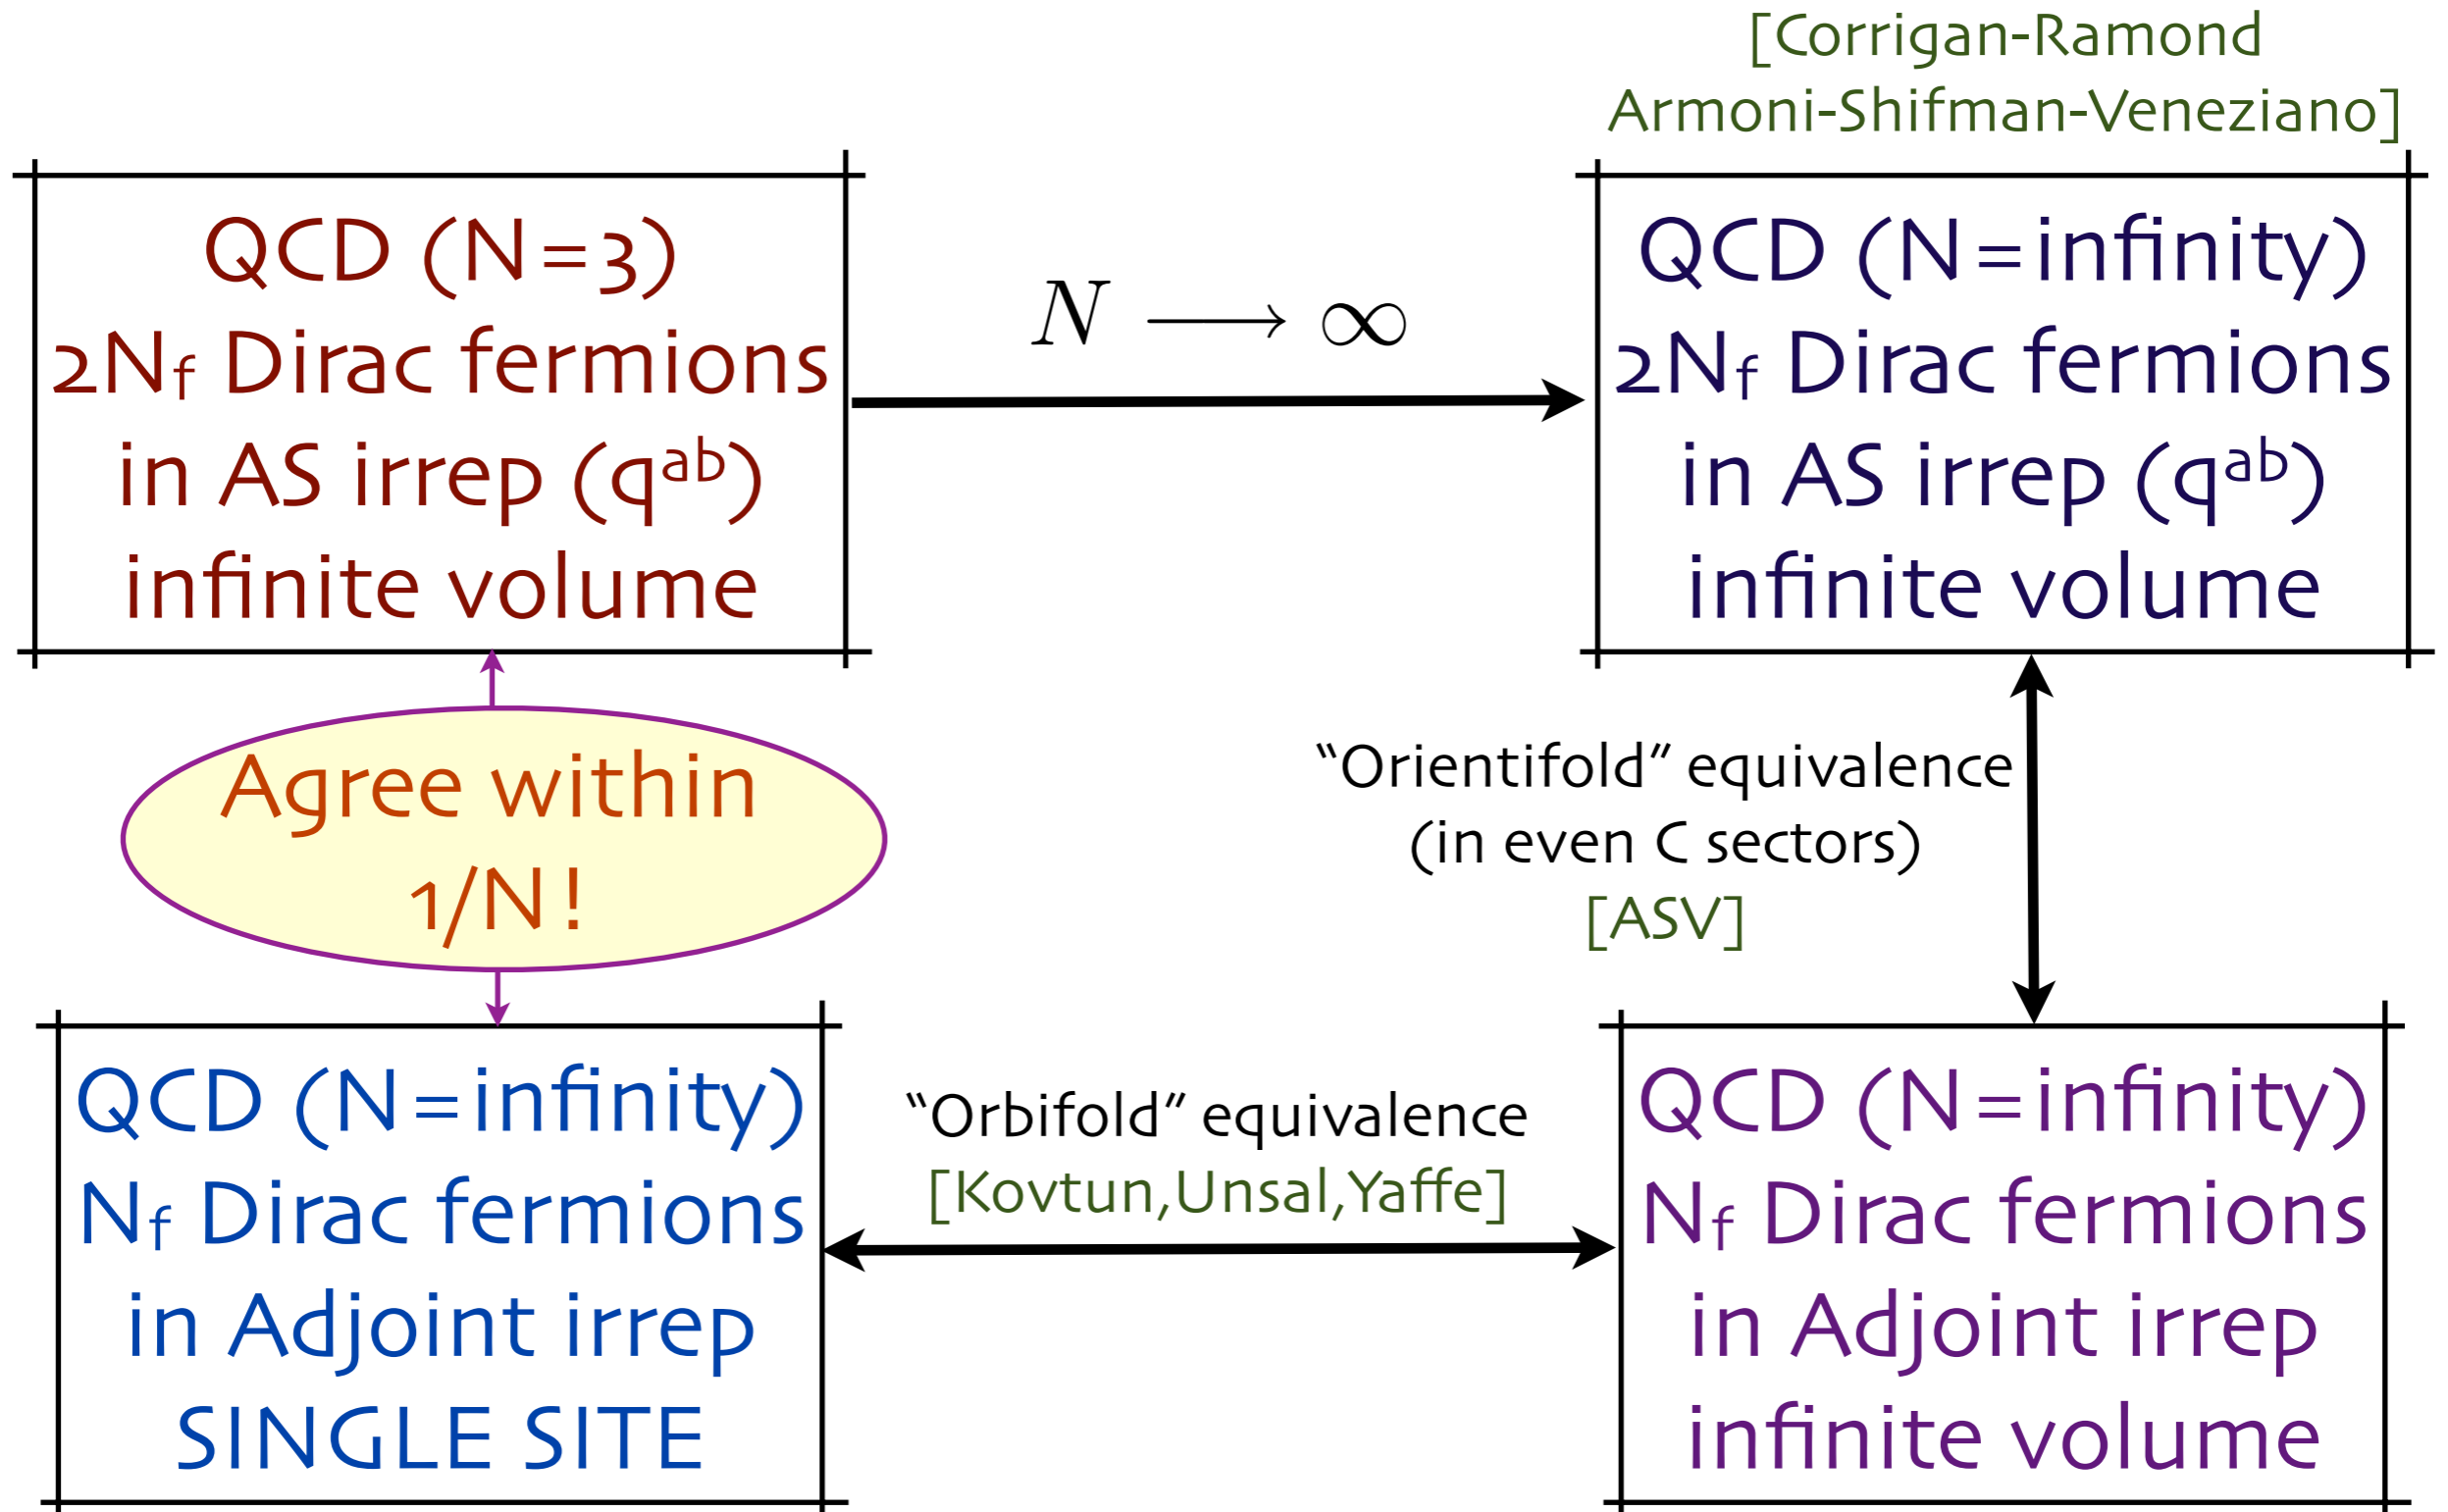 [Corrigan-Ramond
Armoni-Shifman-Veneziano]
QCD (N=3)
2Nf Dirac fermions
in AS irrep (qab)
infinite volume
N ⟶ ∞
QCD (N=infinity)
2Nf Dirac fermions
in AS irrep (qab)
infinite volume
Agree within
1/N!
“Orientifold” equivalence
(in even C sectors)
[ASV]
QCD (N=infinity)
Nf Dirac fermions
in Adjoint irrep
SINGLE SITE
“Orbifold” equivalence
[Kovtun,Unsal,Yaffe]
QCD (N=infinity)
Nf Dirac fermions
in Adjoint irrep
infinite volume